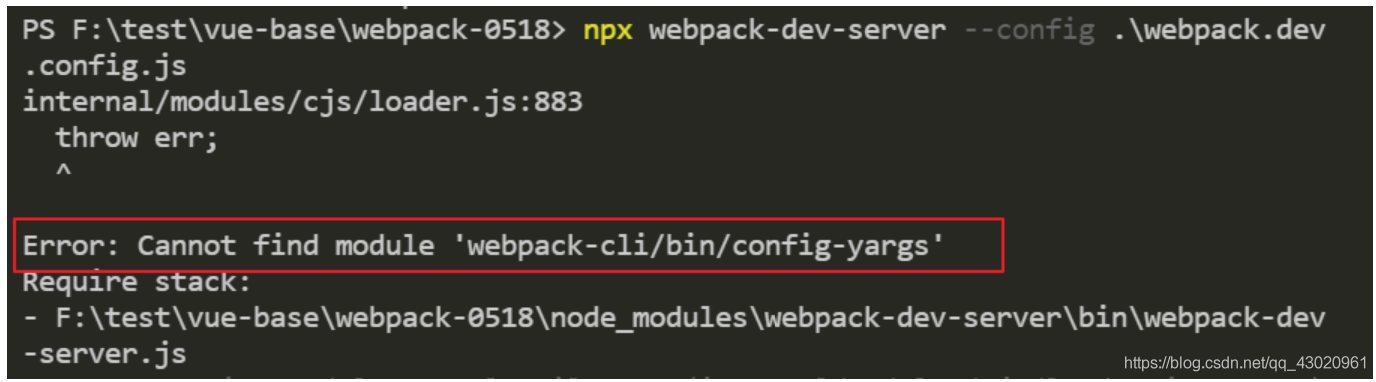 PS F:\test\vue-base\webpack-0518> npx webpack-dev-server --config .\webpack.dev
.config.js
internal/modules/cjs/loader.js:883
  throw err;
  ^
Error: Cannot find module 'webpack-cli/bin/config-yargs'
Require stack:
- F:\test\vue-base\webpack-0518\node_modules\webpack-dev-server\bin\webpack-dev
-server.js
https://blog.csdn.net/qq_43020961